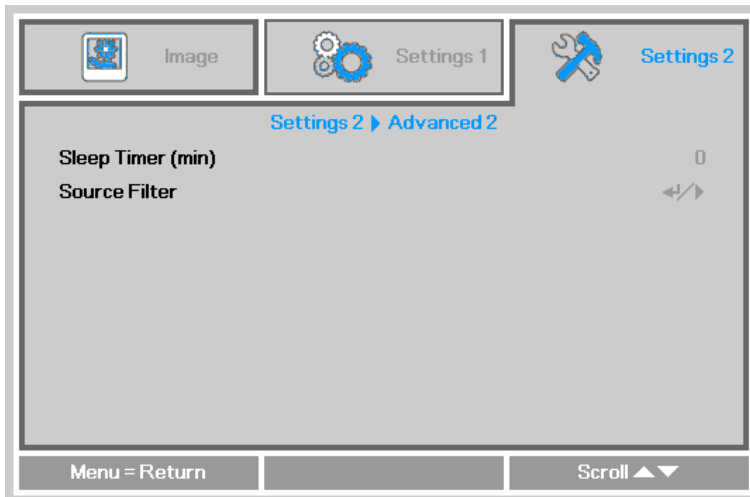 Image
Settings 1
Settings 2
Settings 2 ▶ Advanced 2
Sleep Timer (min) 0
Source Filter ↵/▶
Menu = Return
Scroll ▲▼